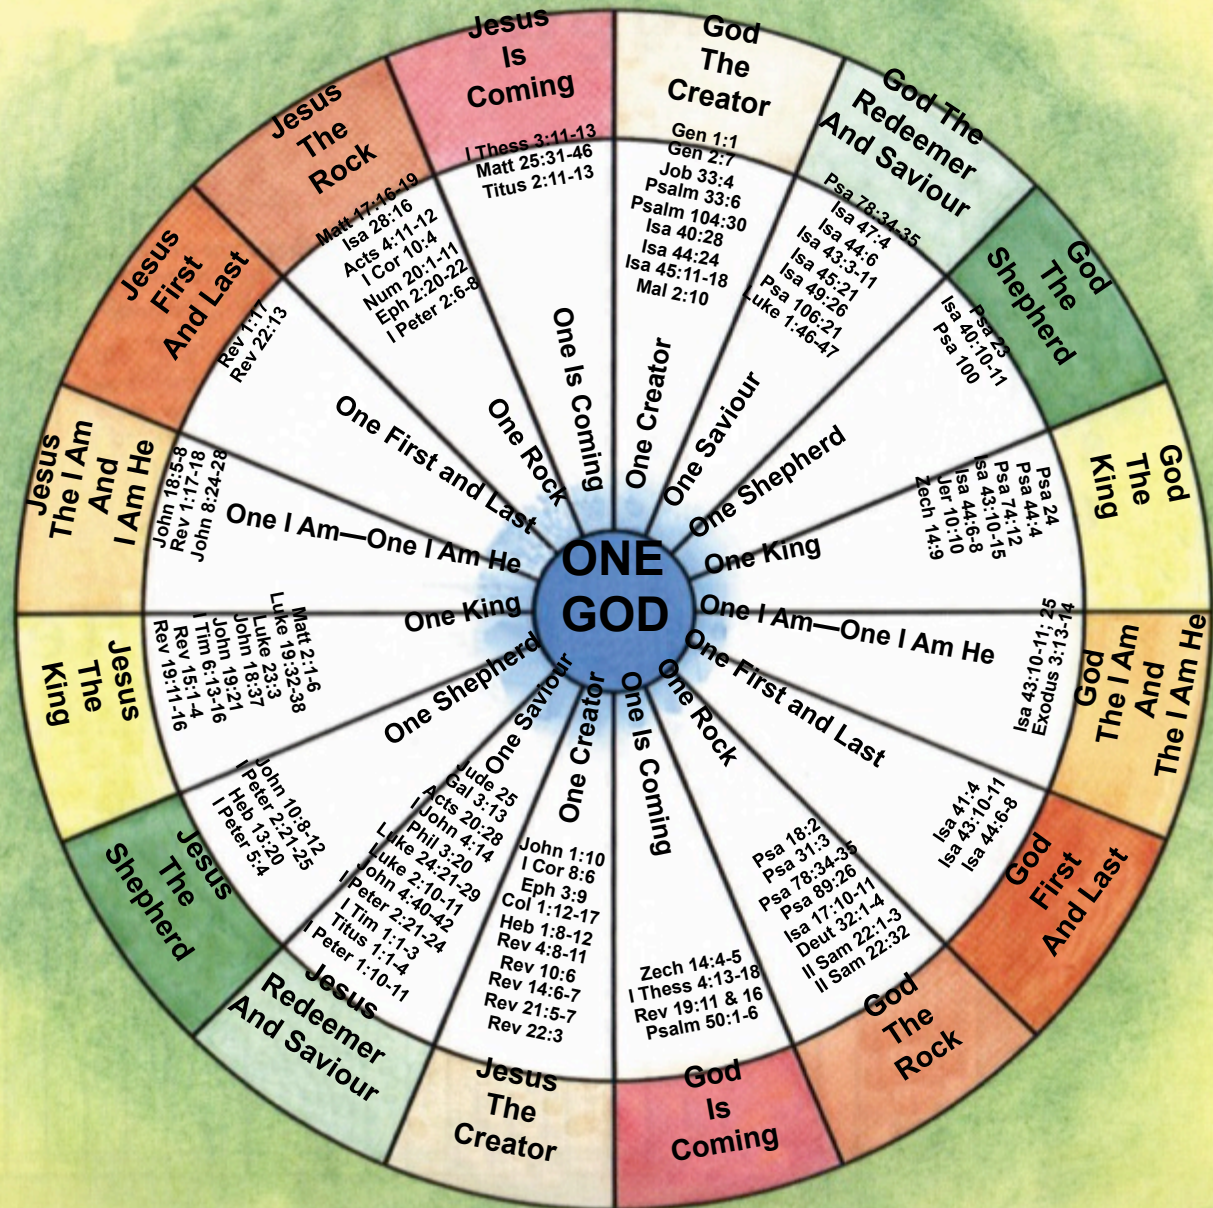 ONE
GOD
God
The
Creator
Gen 1:1
Gen 2:7
Job 33:4
Psalm 33:6
Psalm 104:30
Isa 40:28
Isa 44:24
Isa 45:11-18
Mal 2:10
One Creator
God The
Redeemer
And Saviour
Psa 78:34-35
Isa 47:4
Isa 44:6
Isa 43:3-11
Isa 45:21
Isa 49:26
Psa 106:21
Luke 1:46-47
One Saviour
God
The
Shepherd
Psa 23
Isa 40:10-11
Psa 100
One Shepherd
God
The
King
Psa 24
Psa 44:4
Psa 74:12
Isa 43:10-15
Isa 44:6-8
Jer 10:10
Zech 14:9
One King
God
The I Am
And
The I Am He
Isa 43:10-11; 25
Exodus 3:13-14
One I Am—One I Am He
God
First
And Last
Isa 41:4
Isa 43:10-11
Isa 44:6-8
One First and Last
God
The
Rock
Psa 18:2
Psa 31:3
Psa 78:34-35
Psa 89:26
Isa 17:10-11
Deut 32:1-4
II Sam 22:1-3
II Sam 22:32
One Rock
God
Is
Coming
Zech 14:4-5
I Thess 4:13-18
Rev 19:11 & 16
Psalm 50:1-6
One Is Coming
Jesus
The
Creator
John 1:10
I Cor 8:6
Eph 3:9
Col 1:12-17
Heb 1:8-12
Rev 4:8-11
Rev 10:6
Rev 14:6-7
Rev 21:5-7
Rev 22:3
One Creator
Jesus
Redeemer
And Saviour
Jude 25
Gal 3:13
Acts 20:28
I John 4:14
Phil 3:20
Luke 24:21-29
Luke 2:10-11
John 4:40-42
I Peter 2:21-24
I Tim 1:1-3
Titus 1:1-4
I Peter 1:10-11
One Saviour
Jesus
The
Shepherd
John 10:8-12
I Peter 2:21-25
Heb 13:20
I Peter 5:4
One Shepherd
Jesus
The
King
Matt 2:1-6
Luke 19:32-38
Luke 23:3
John 18:37
John 19:21
I Tim 6:13-16
Rev 15:1-4
Rev 19:11-16
One King
Jesus
The I Am
And
I Am He
John 18:5-8
Rev 1:17-18
John 8:24-28
One I Am—One I Am He
Jesus
First
And Last
Rev 1:17
Rev 22:13
One First and Last
Jesus
The
Rock
Matt 17:16-19
Isa 28:16
Acts 4:11-12
I Cor 10:4
Num 20:1-11
Eph 2:20-22
I Peter 2:6-8
One Rock
Jesus
Is
Coming
I Thess 3:11-13
Matt 25:31-46
Titus 2:11-13
One Is Coming